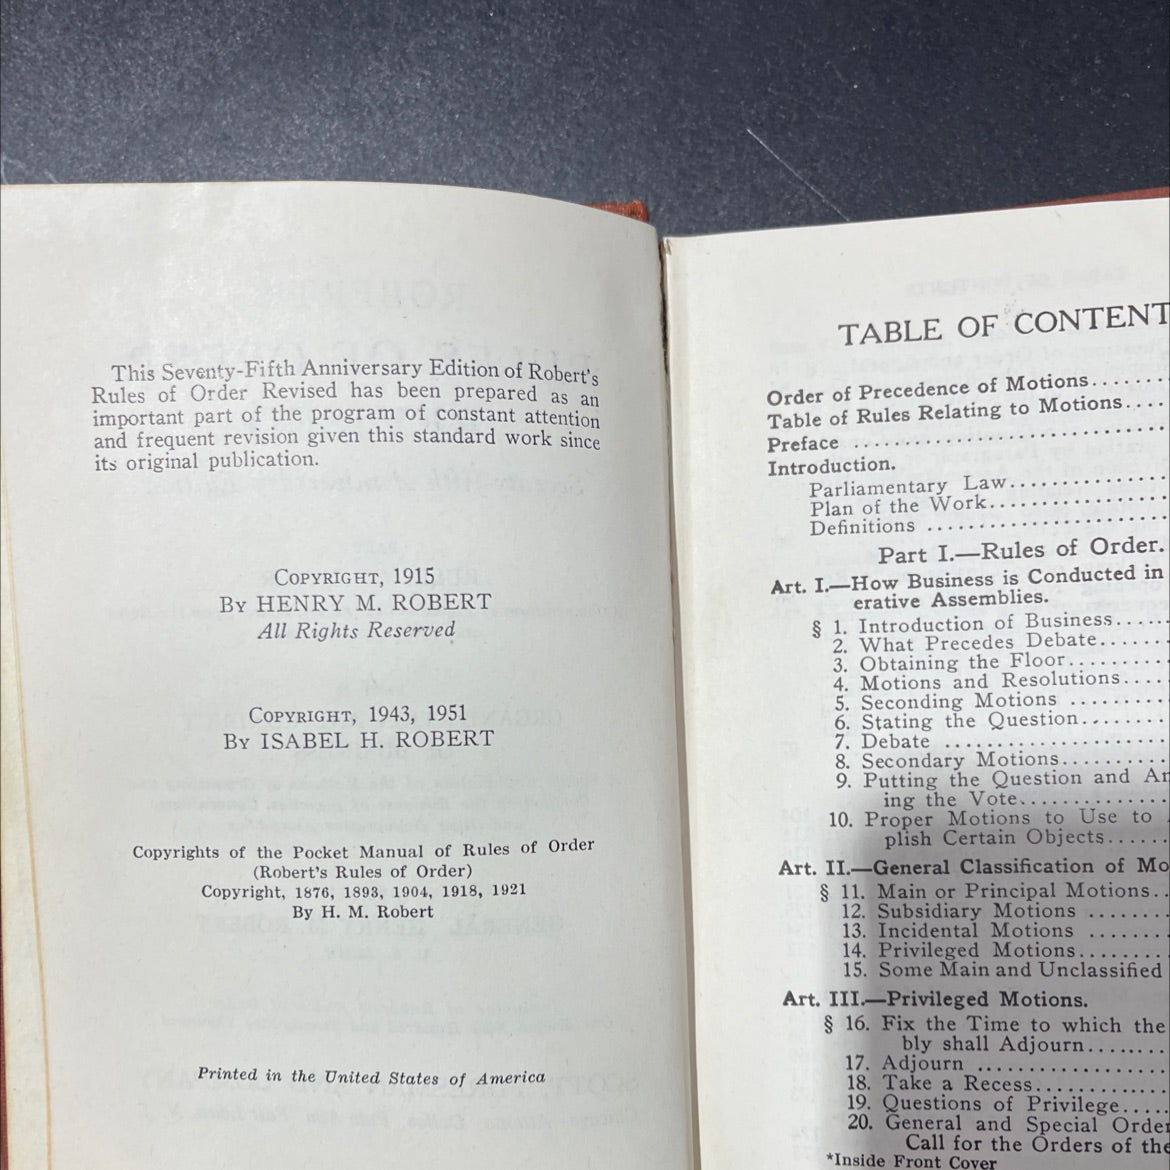 This Seventy-Fifth Anniversary Edition of Robert's
Rules of Order Revised has been prepared as an
important part of the program of constant attention
and frequent revision given this standard work since
its original publication.
COPYRIGHT, 1915
BY HENRY M. ROBERT
All Rights Reserved
COPYRIGHT, 1943, 1951
BY ISABEL H. ROBERT
Copyrights of the Pocket Manual of Rules of Order
(Robert's Rules of Order)
Copyright, 1876, 1893, 1904, 1918, 1921
By H. M. Robert
Printed in the United States of America
TABLE OF CONTENT
Order of Precedence of Motions........
Table of Rules Relating to Motions....
Preface ..............................
Introduction.
Parliamentary Law...............
Plan of the Work.................
Definitions .......................
Part I.—Rules of Order.
Art. I.—How Business is Conducted in
erative Assemblies.
§ 1. Introduction of Business......
2. What Precedes Debate.......
3. Obtaining the Floor..........
4. Motions and Resolutions.....
5. Seconding Motions ..........
6. Stating the Question.........
7. Debate .......................
8. Secondary Motions...........
9. Putting the Question and An
ing the Vote................
10. Proper Motions to Use to
plish Certain Objects.......
Art. II.—General Classification of Mo
§ 11. Main or Principal Motions...
12. Subsidiary Motions .........
13. Incidental Motions .........
14. Privileged Motions..........
15. Some Main and Unclassified
Art. III.—Privileged Motions.
§ 16. Fix the Time to which the
bly shall Adjourn..........
17. Adjourn ....................
18. Take a Recess...............
19. Questions of Privilege......
20. General and Special Order
Call for the Orders of the
*Inside Front Cover